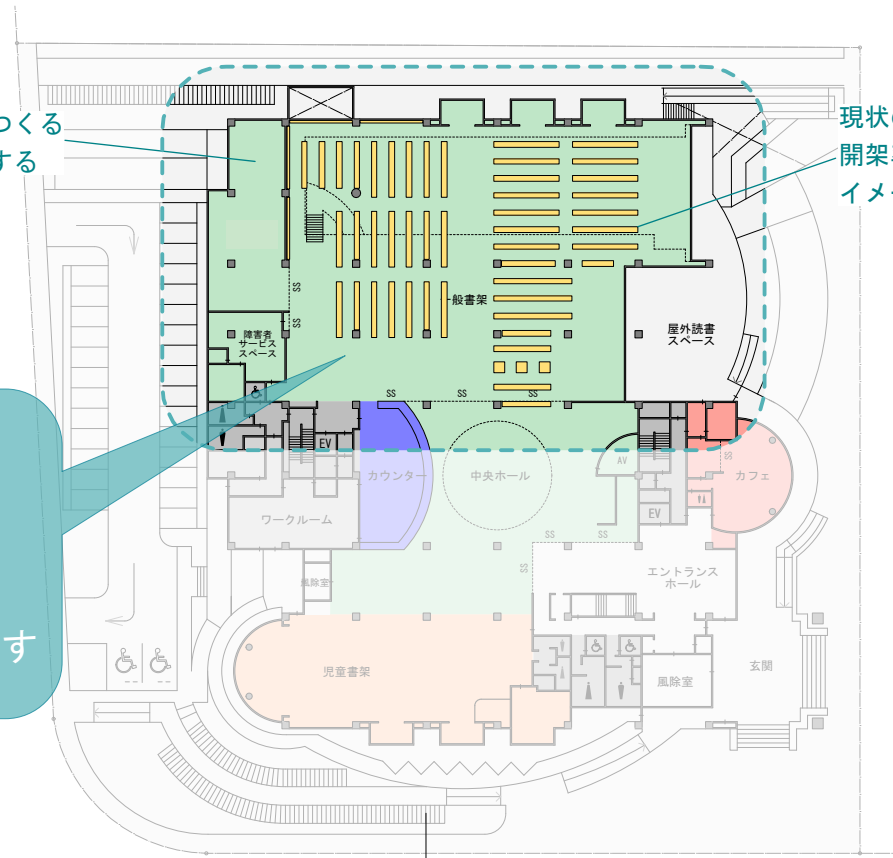 つくる
する
現状の
開架
イメー
SS
SS
一般書架
障害者
サービス
スペース
屋外読書
スペース
SS
SS
SS
EV
カウンター
中央ホール
AV
SS
カフェ
ワークルーム
EV
SS
SS
SS
エントランス
ホール
風除室
す
児童書架
風除室
玄関